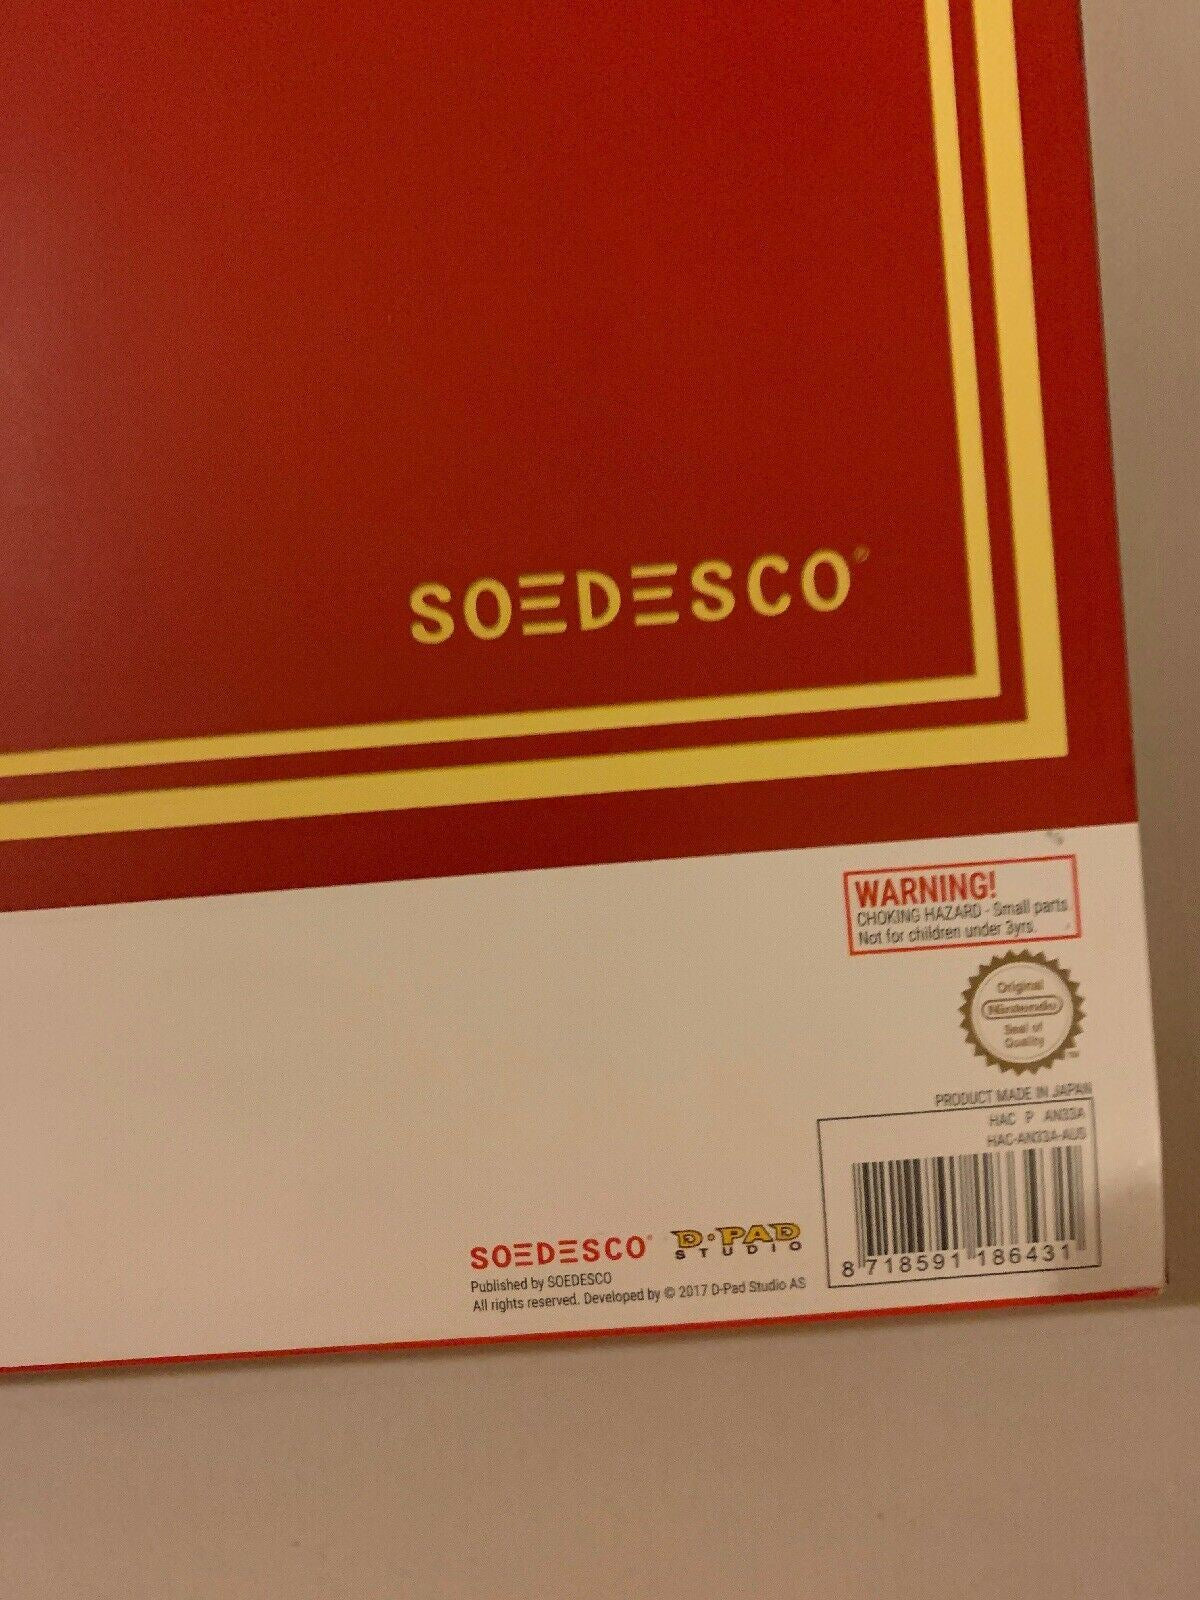 SOEDESCO®
WARNING!
CHOKING HAZARD - Small parts
Not for children under 3yrs.
Original
Nintendo
Seal of
Quality
TM
PRODUCT MADE IN JAPAN
HAC P AN33A
HAC-AN33A-AUS
8 718591 186431
SOEDESCO® D·PAD
STUDIO
Published by SOEDESCO
All rights reserved. Developed by © 2017 D-Pad Studio AS